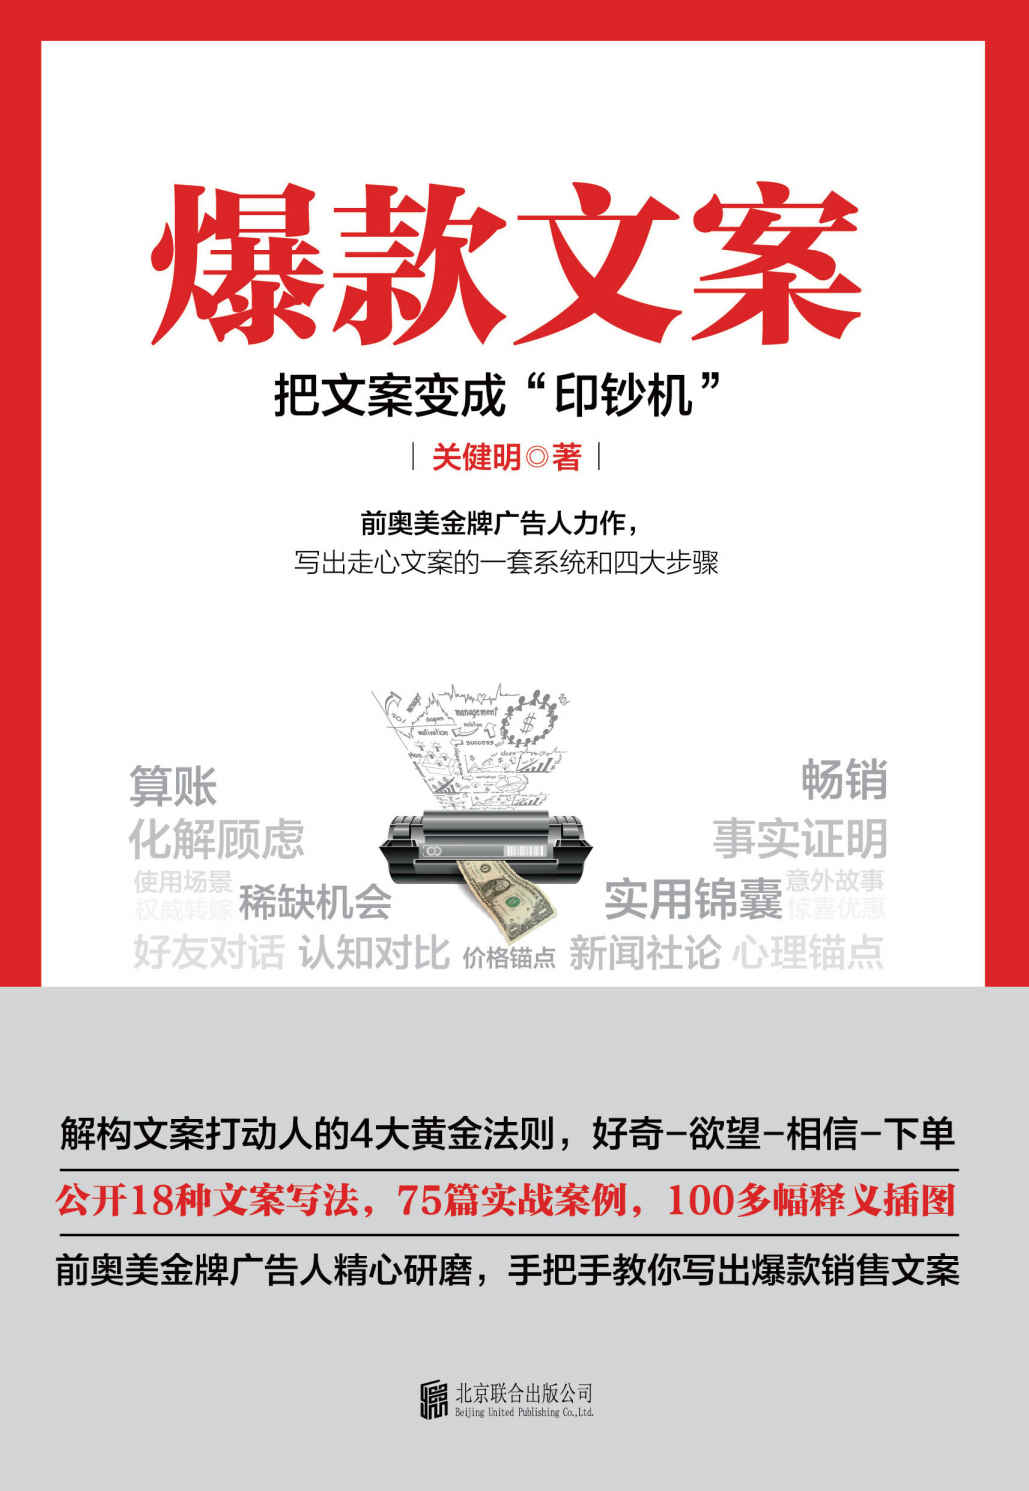 爆款文案
把文案变成“印钞机”
关健明◎著
前奥美金牌广告人力作，
写出走心文案的一套系统和四大步骤
management
success
motivation
算账
畅销
化解顾虑
事实证明
使用场景
权威转嫁
稀缺机会
实用锦囊
意外故事
惊喜优惠
好友对话 认知对比 价格锚点 新闻社论 心理锚点
解构文案打动人的4大黄金法则，好奇-欲望-相信-下单
公开18种文案写法，75篇实战案例，100多幅释义插图
前奥美金牌广告人精心研磨，手把手教你写出爆款销售文案
北京联合出版公司
Beijing United Publishing Co.,Ltd.